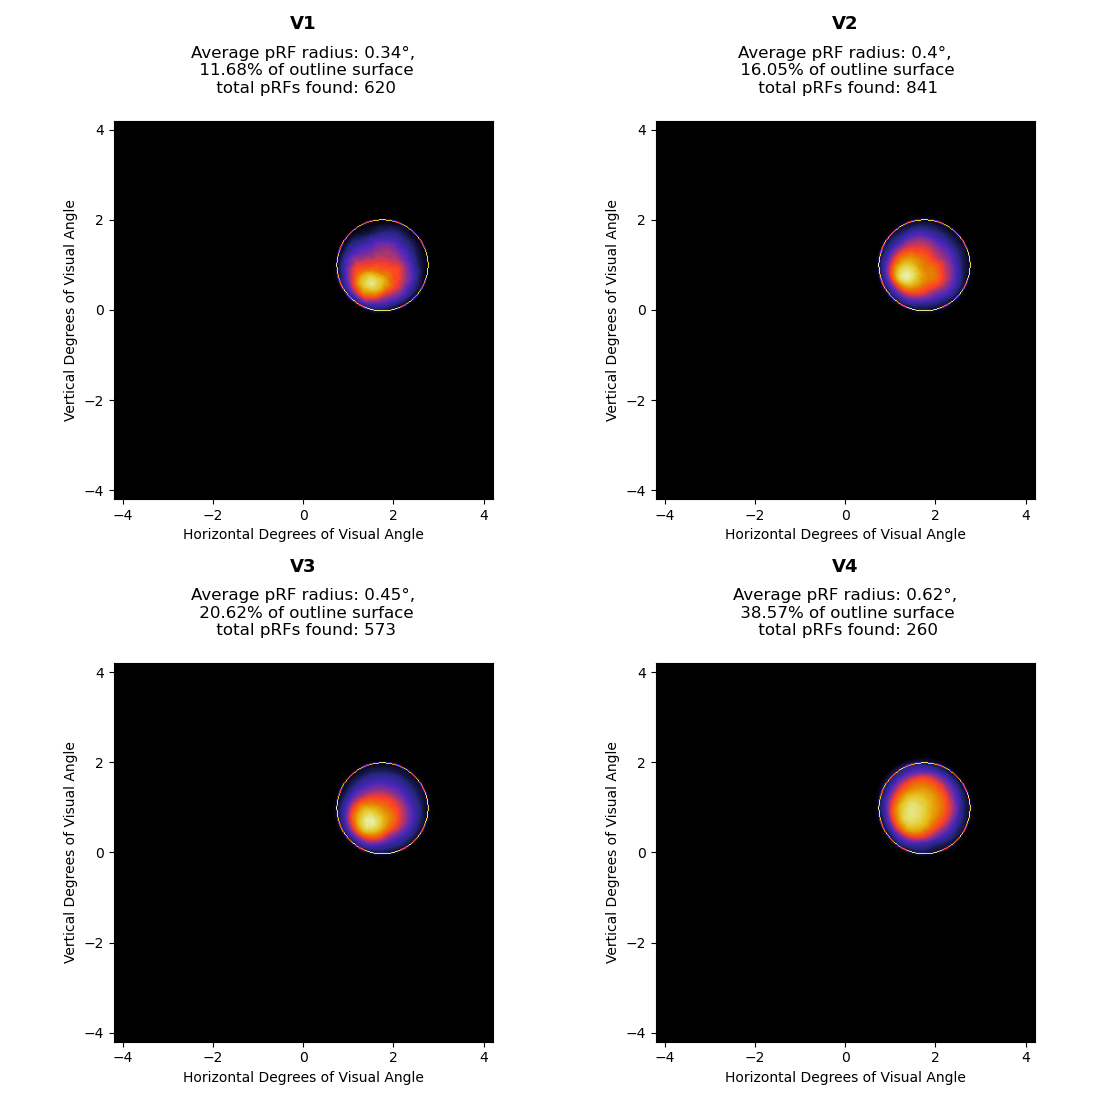 V1
Average pRF radius: 0.34°,
11.68% of outline surface
total pRFs found: 620
4
2
0
−2
−4
Vertical Degrees of Visual Angle
−4 −2 0 2 4
Horizontal Degrees of Visual Angle
V2
Average pRF radius: 0.4°,
16.05% of outline surface
total pRFs found: 841
4
2
0
−2
−4
Vertical Degrees of Visual Angle
−4 −2 0 2 4
Horizontal Degrees of Visual Angle
V3
Average pRF radius: 0.45°,
20.62% of outline surface
total pRFs found: 573
4
2
0
−2
−4
Vertical Degrees of Visual Angle
−4 −2 0 2 4
Horizontal Degrees of Visual Angle
V4
Average pRF radius: 0.62°,
38.57% of outline surface
total pRFs found: 260
4
2
0
−2
−4
Vertical Degrees of Visual Angle
−4 −2 0 2 4
Horizontal Degrees of Visual Angle